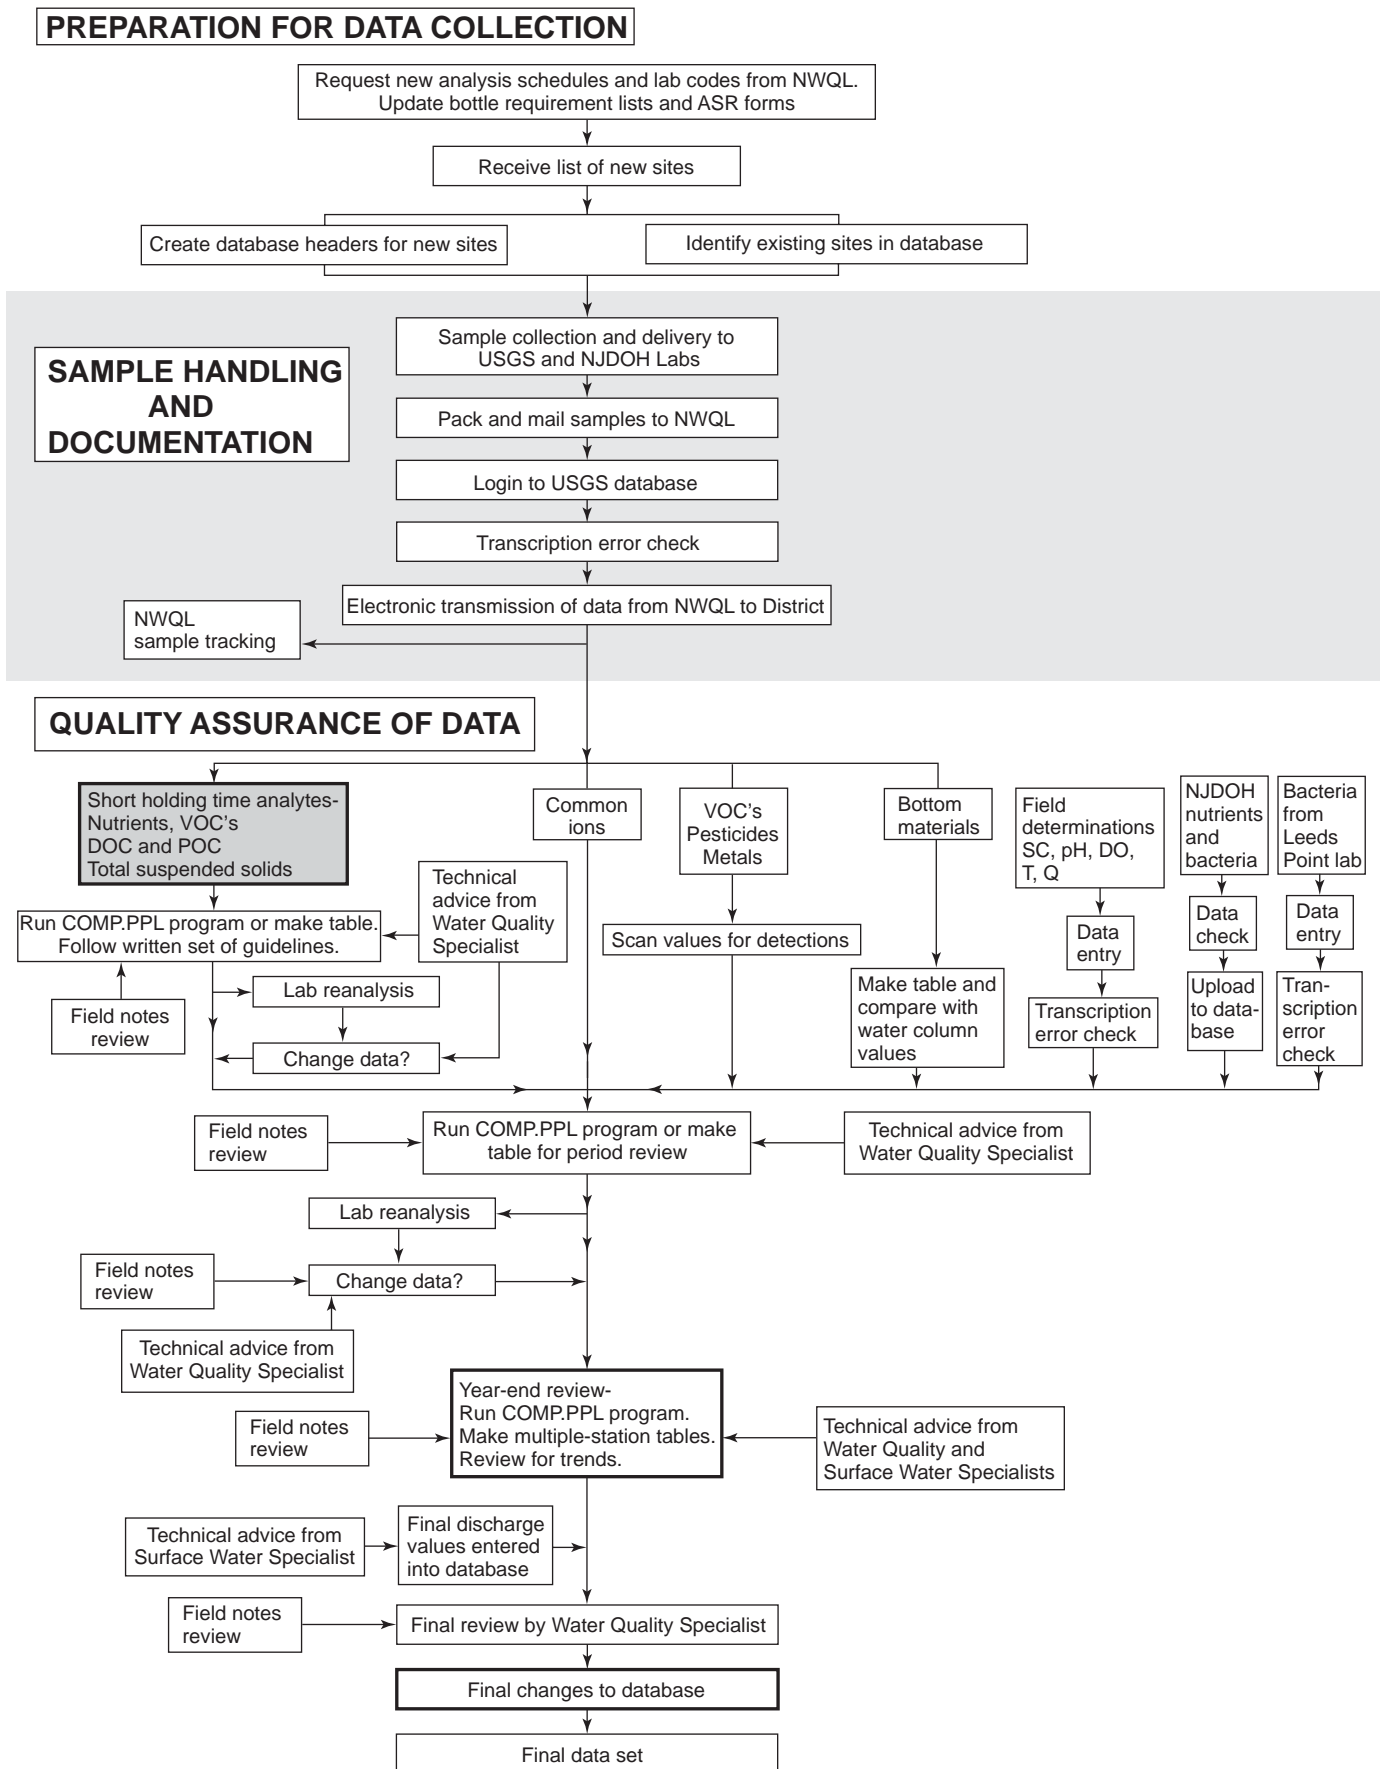 PREPARATION FOR DATA COLLECTION
Request new analysis schedules and lab codes from NWQL.
Update bottle requirement lists and ASR forms
Receive list of new sites
Create database headers for new sites
Identify existing sites in database
SAMPLE HANDLING
AND
DOCUMENTATION
Sample collection and delivery to
USGS and NJDOH Labs
Pack and mail samples to NWQL
Login to USGS database
Transcription error check
Electronic transmission of data from NWQL to District
NWQL
sample tracking
QUALITY ASSURANCE OF DATA
Short holding time analytes-
Nutrients, VOC's
DOC and POC
Total suspended solids
Common
ions
VOC's
Pesticides
Metals
Bottom
materials
Field
determinations
SC, pH, DO,
T, Q
NJDOH
nutrients
and
bacteria
Bacteria
from
Leeds
Point lab
Technical
advice from
Water Quality
Specialist
Run COMP.PPL program or make table.
Follow written set of guidelines.
Scan values for detections
Data
entry
Data
check
Data
entry
Lab reanalysis
Field notes
review
Change data?
Make table and
compare with
water column
values
Transcription
error check
Upload
to data-
base
Tran-
scription
error
check
Field notes
review
Run COMP.PPL program or make
table for period review
Technical advice from
Water Quality Specialist
Lab reanalysis
Field notes
review
Change data?
Technical advice from
Water Quality Specialist
Year-end review-
Run COMP.PPL program.
Make multiple-station tables.
Review for trends.
Field notes
review
Technical advice from
Water Quality and
Surface Water Specialists
Technical advice from
Surface Water Specialist
Final discharge
values entered
into database
Field notes
review
Final review by Water Quality Specialist
Final changes to database
Final data set